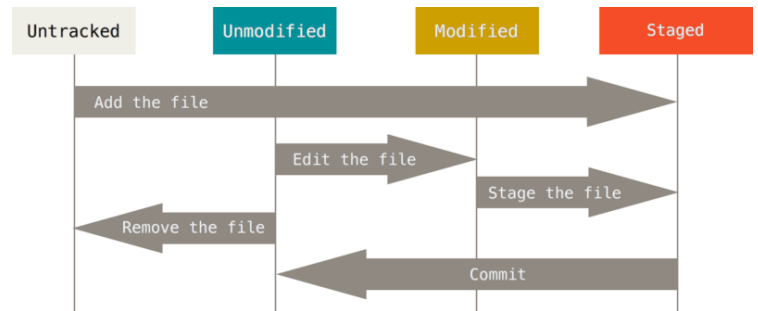 Untracked
Unmodified
Modified
Staged
Add the file
Edit the file
Stage the file
Remove the file
Commit